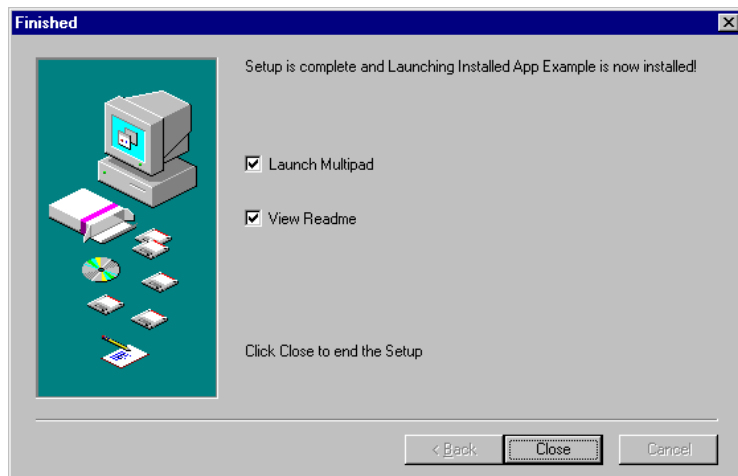 Finished
Setup is complete and Launching Installed App Example is now installed!
Launch Multipad
View Readme
Click Close to end the Setup
< Back
Close
Cancel